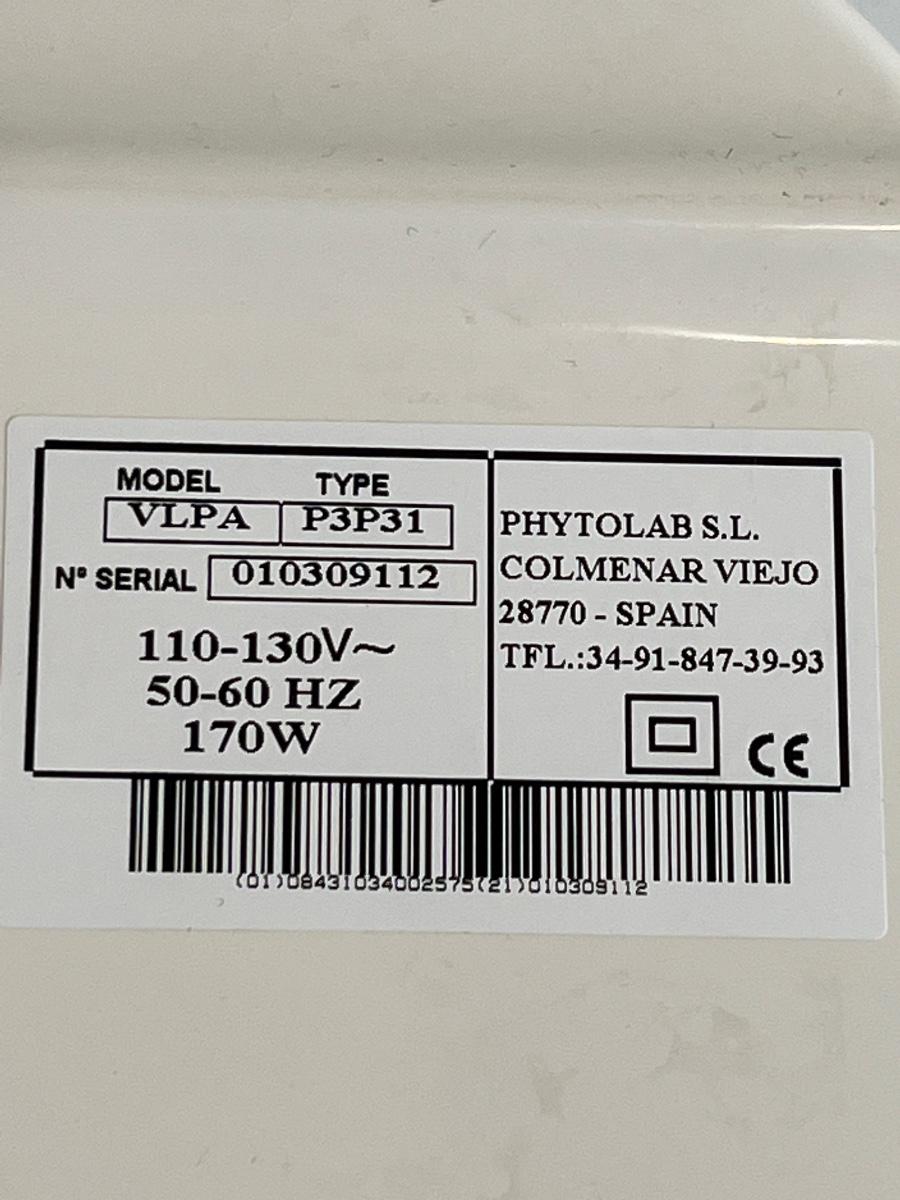 MODEL TYPE
VLPA P3P31
Nº SERIAL 010309112
110-130V~
50-60 HZ
170W
PHYTOLAB S.L.
COLMENAR VIEJO
28770 - SPAIN
TFL.:34-91-847-39-93
CE
(01)08431034002575(21)010309112